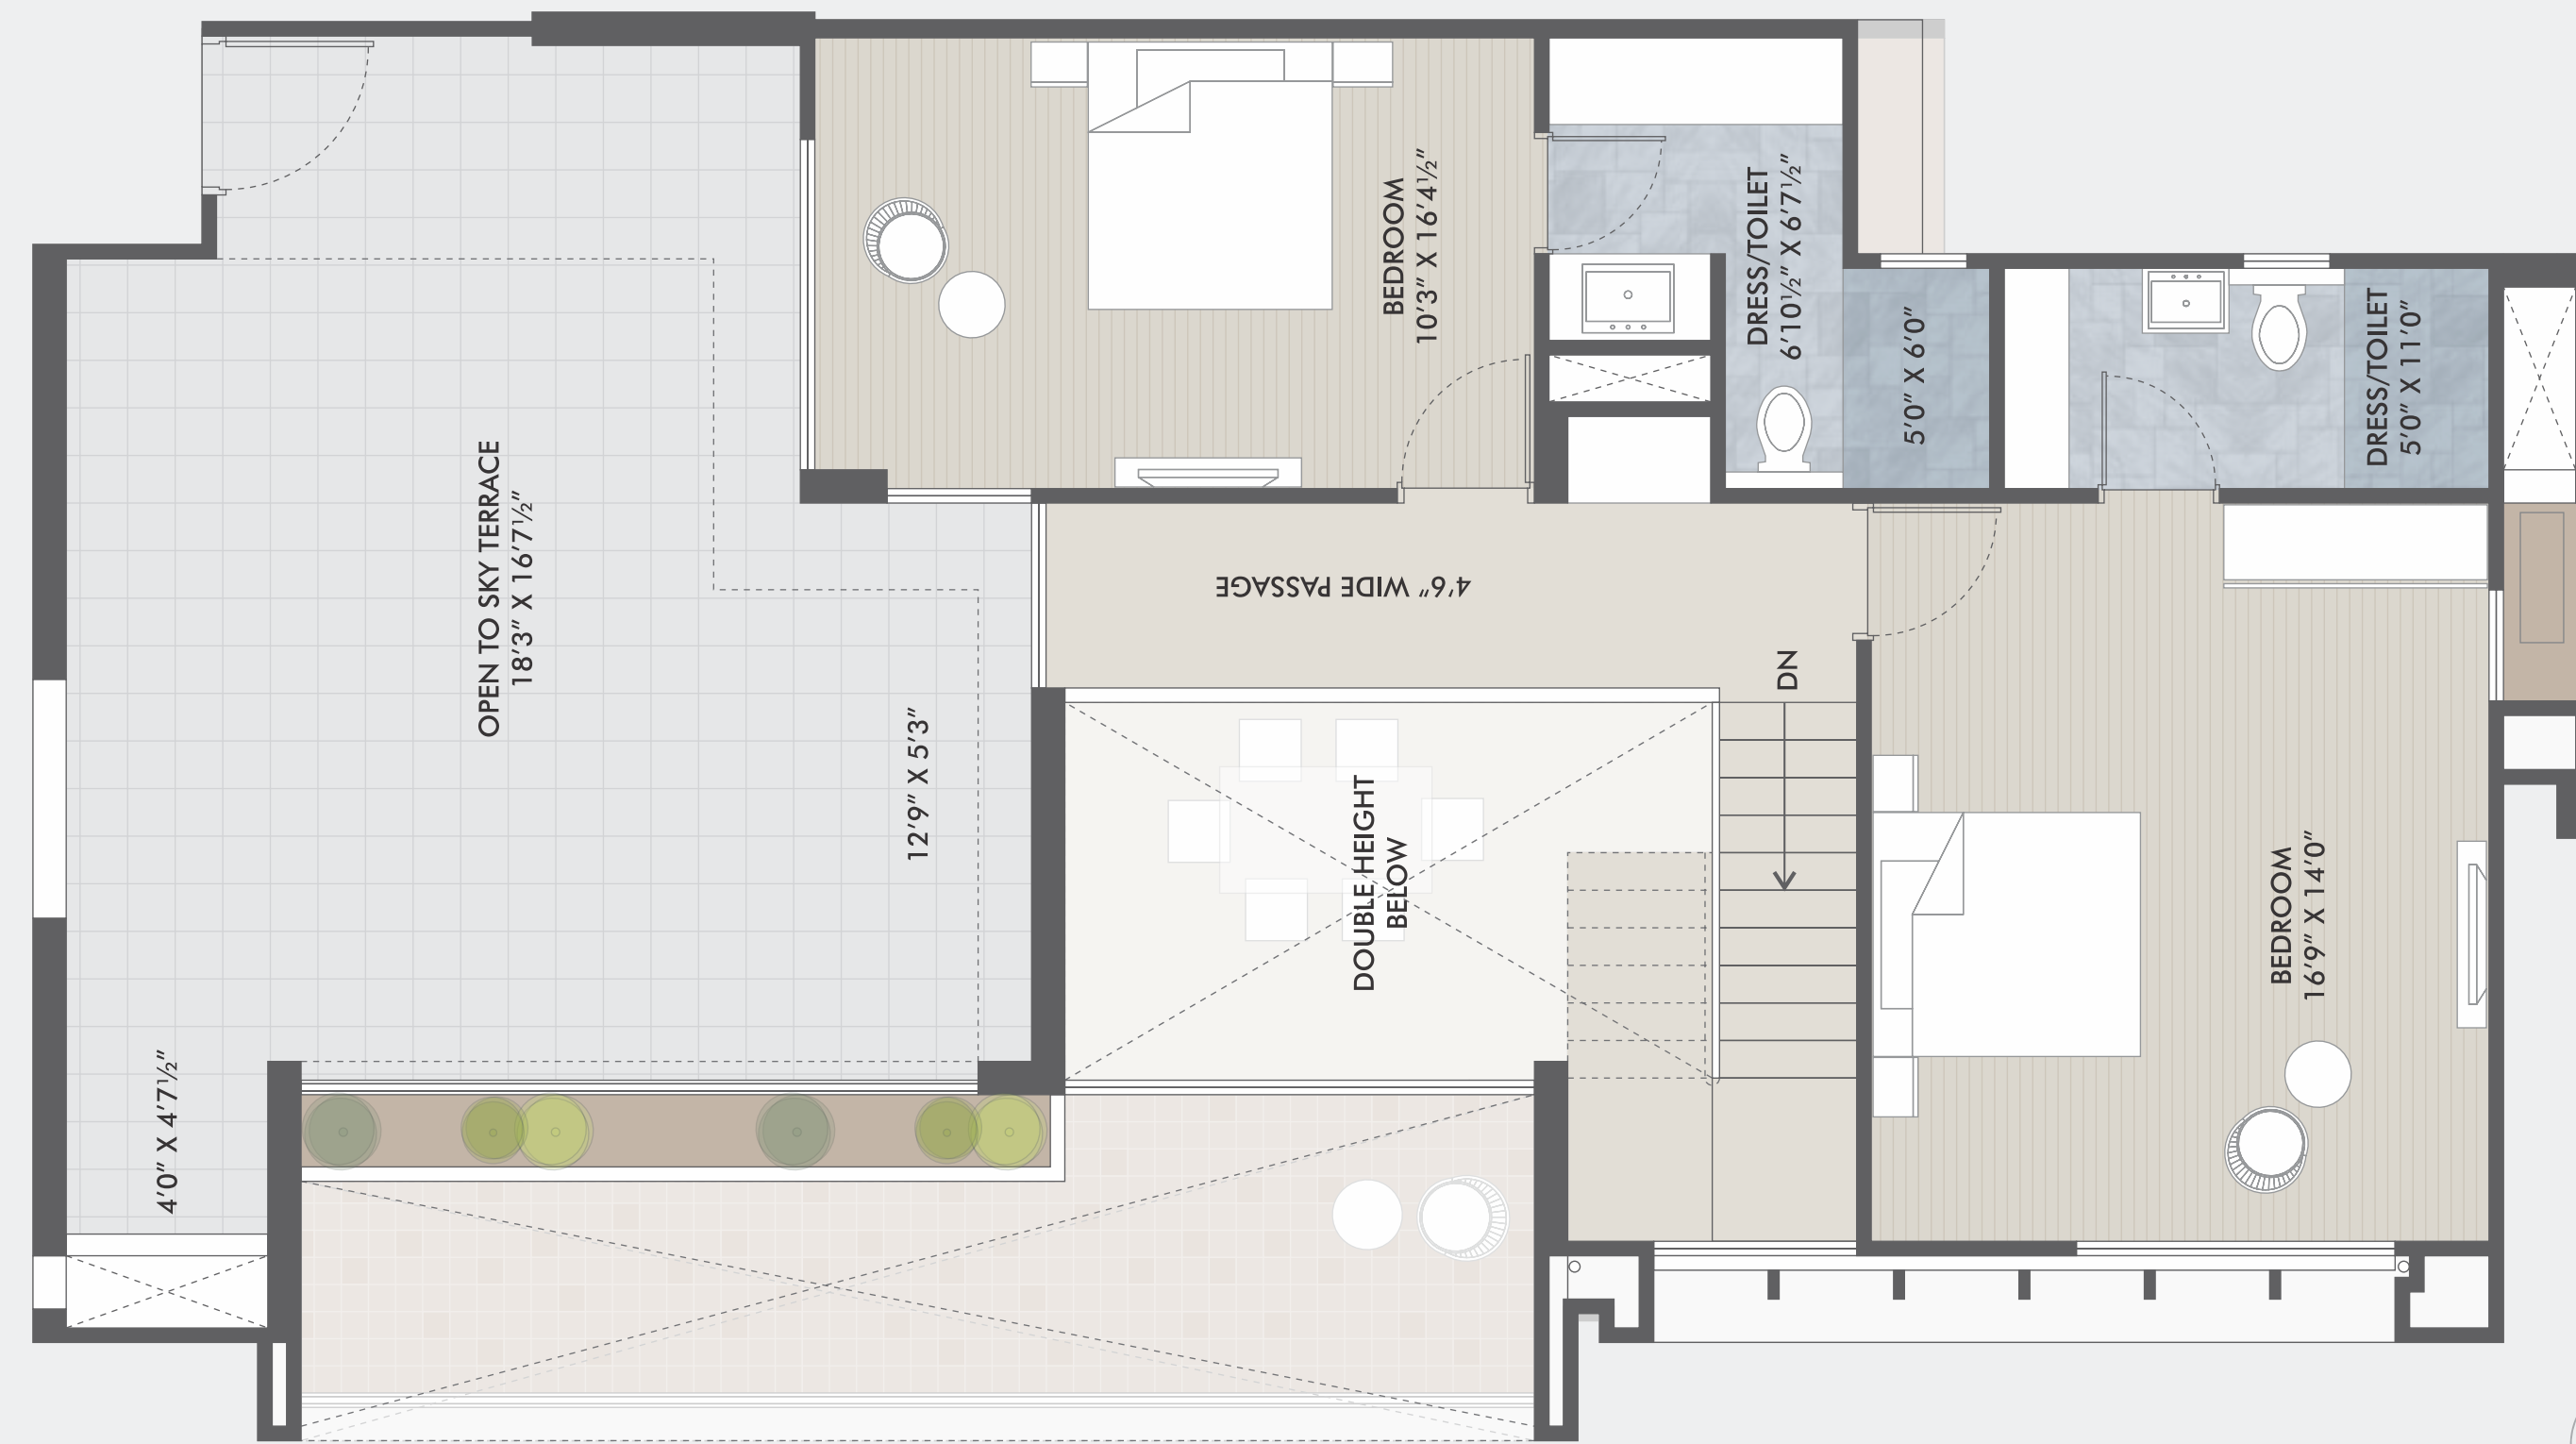 OPEN TO SKY TERRACE
18'3" X 16'7½"
12'9" X 5'3"
4'0" X 4'7½"
BEDROOM
10'3" X 16'4½"
DRESS/TOILET
6'10½" X 6'7½"
5'0" X 6'0"
DRESS/TOILET
5'0" X 11'0"
4'6" WIDE PASSAGE
DN
DOUBLE HEIGHT
BELOW
BEDROOM
16'9" X 14'0"